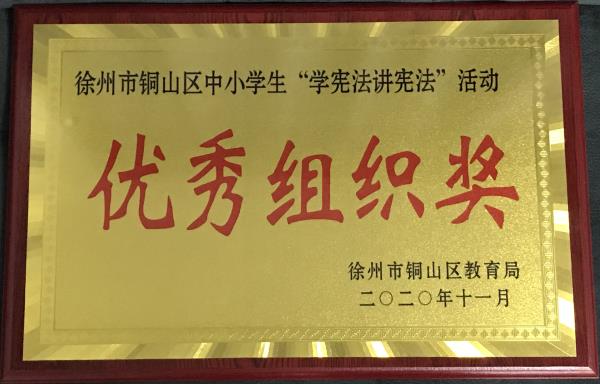 徐州市铜山区中小学生“学宪法讲宪法”活动
优秀组织奖
徐州市铜山区教育局
二〇二〇年十一月